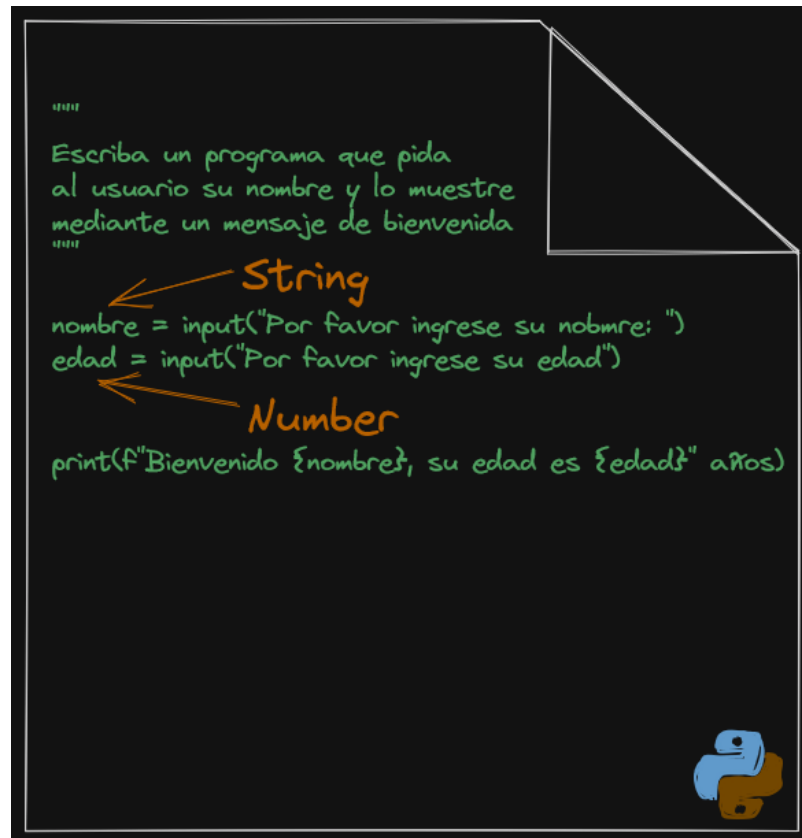 """
Escriba un programa que pida
al usuario su nombre y lo muestre
mediante un mensaje de bienvenida
"""
String
nombre = input("Por favor ingrese su nobmre: ")
edad = input("Por favor ingrese su edad")
Number
print(f"Bienvenido {nombre}, su edad es {edad}" años)